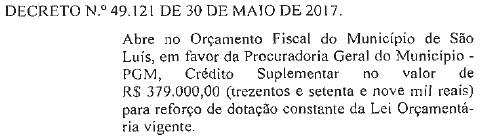 DECRETO N.º 49.121 DE 30 DE MAIO DE 2017.
Abre no Orçamento Fiscal do Município de São
Luís, em favor da Procuradoria Geral do Município -
PGM, Crédito Suplementar no valor de
R$ 379.000,00 (trezentos e setenta e nove mil reais)
para reforço de dotação constante da Lei Orçamentá-
ria vigente.